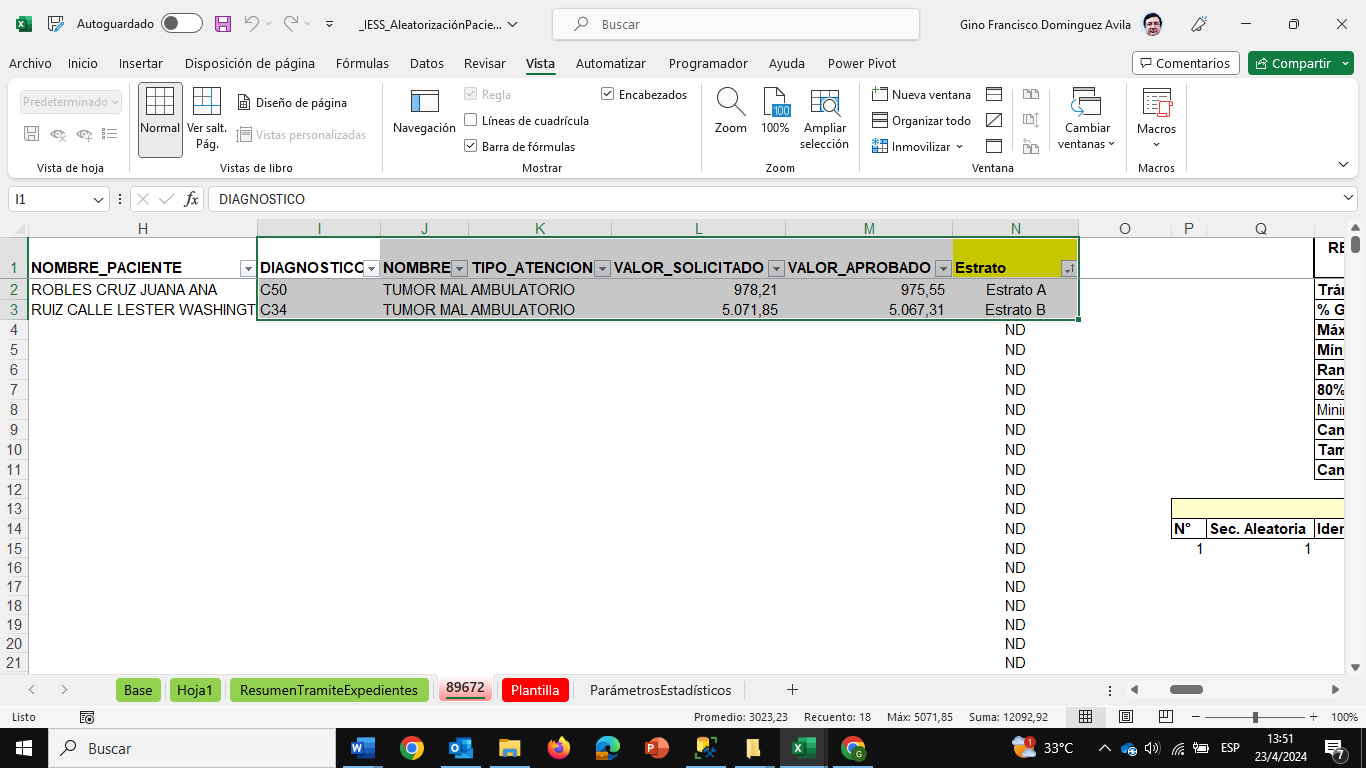 Autoguardado
_IESS_AleatorizaciónPacie...
Buscar
Gino Francisco Dominguez Avila
Archivo Inicio Insertar Disposición de página Fórmulas Datos Revisar Vista Automatizar Programador Ayuda Power Pivot
Comentarios Compartir
Predeterminado
Vista de hoja
Normal
Ver salt. Pág.
Diseño de página
Vistas personalizadas
Vistas de libro
Navegación
Regla
Líneas de cuadrícula
Barra de fórmulas
Encabezados
Mostrar
Zoom
100
100%
Ampliar selección
Zoom
Nueva ventana
Organizar todo
Inmovilizar
Cambiar ventanas
Ventana
Macros
Macros
I1 fx DIAGNOSTICO
H I J K L M N O P Q
1 NOMBRE_PACIENTE DIAGNOSTICO NOMBRE TIPO_ATENCION VALOR_SOLICITADO VALOR_APROBADO Estrato RE
2 ROBLES CRUZ JUANA ANA C50 TUMOR MAL AMBULATORIO 978,21 975,55 Estrato A Trár
3 RUIZ CALLE LESTER WASHINGT C34 TUMOR MAL AMBULATORIO 5.071,85 5.067,31 Estrato B % G
4 ND Máx
5 ND Mín
6 ND Ran
7 ND 80%
8 ND Mini
9 ND Can
10 ND Tam
11 ND Can
12 ND
13 ND
14 ND N° Sec. Aleatoria Iden
15 ND 1 1
16 ND
17 ND
18 ND
19 ND
20 ND
21 ND
Base Hoja1 ResumenTramiteExpedientes 89672 Plantilla ParámetrosEstadísticos
Listo Promedio: 3023,23 Recuento: 18 Máx: 5071,85 Suma: 12092,92 100%
Buscar
1
33°C
ESP
13:51
23/4/2024
7